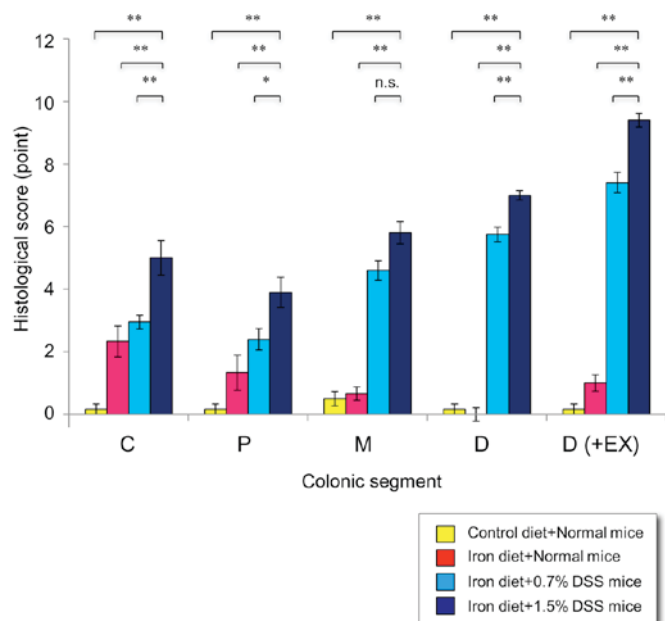 ** ** ** ** **
** ** ** ** **
** * n.s. ** **
12
10
8
6
4
2
0
Histological score (point)
C P M D D (+EX)
Colonic segment
Control diet+Normal mice
Iron diet+Normal mice
Iron diet+0.7% DSS mice
Iron diet+1.5% DSS mice